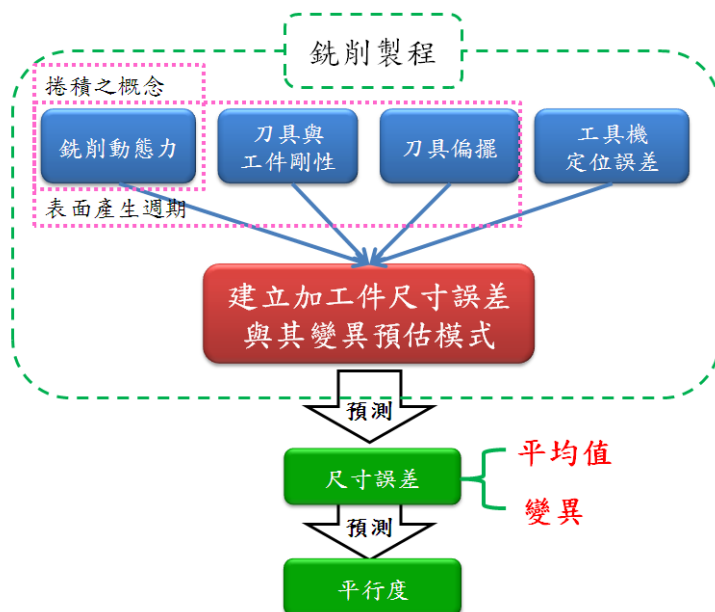 銑削製程
捲積之概念
銑削動態力
刀具與
工件剛性
刀具偏擺
工具機
定位誤差
表面產生週期
建立加工件尺寸誤差
與其變異預估模式
預測
尺寸誤差
平均值
變異
預測
平行度